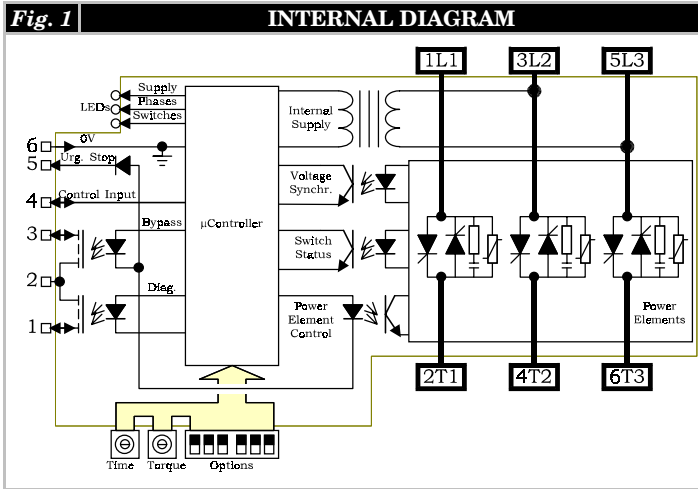 Fig. 1 INTERNAL DIAGRAM
1L1 3L2 5L3
Supply
LEDs Phases
Switches
Internal
Supply
6 0V
5 Urg. Stop
Voltage
Synchr.
4 Control Input
3 Bypass
µController
Switch
Status
2
Diag.
1
Power
Element
Control
Power
Elements
2T1 4T2 6T3
Time Torque Options